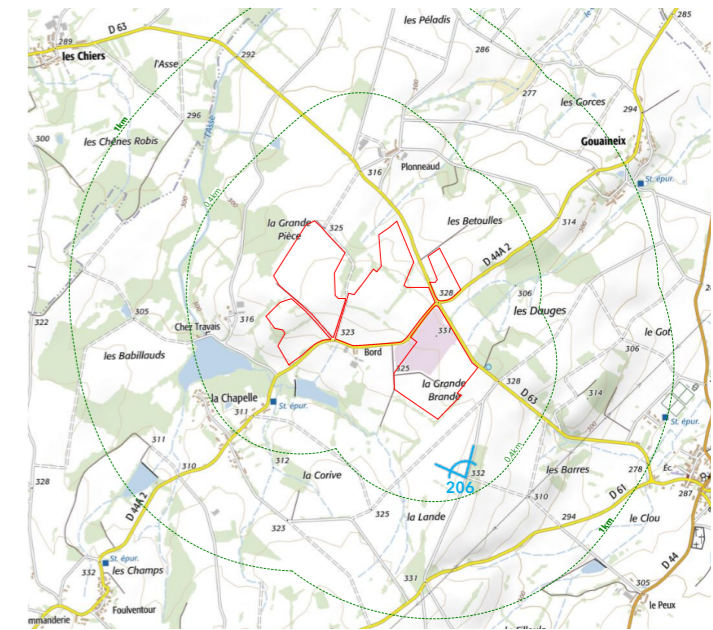 D 63
les Péladis
285
289
les Chiers
292
286
l'Asse
277
les Gorces
294
296
1km
l'Asse
300
les Chênes Robis
Gouaineix
316
Plonneaud
St. épur.
0,4km
la Grande
Pièce
325
les Betoulles
314
D 44A 2
328
306
305
316
les Dauges
322
Cher Travais
323
331
le Got
306
les Babillauds
Bord
325
328
la Grande
Brande
314
la Chapelle
311
St. épur.
D 63
St. épur.
311
310
312
0,4km
328
la Corive
332
206
les Barres
278
Éc.
310
D 61
287
D 44A 2
325
323
la Lande
294
le Clou
1km
St. épur.
332
les Champs
331
D 44
305
le Peux
Foulventour
mmanderie